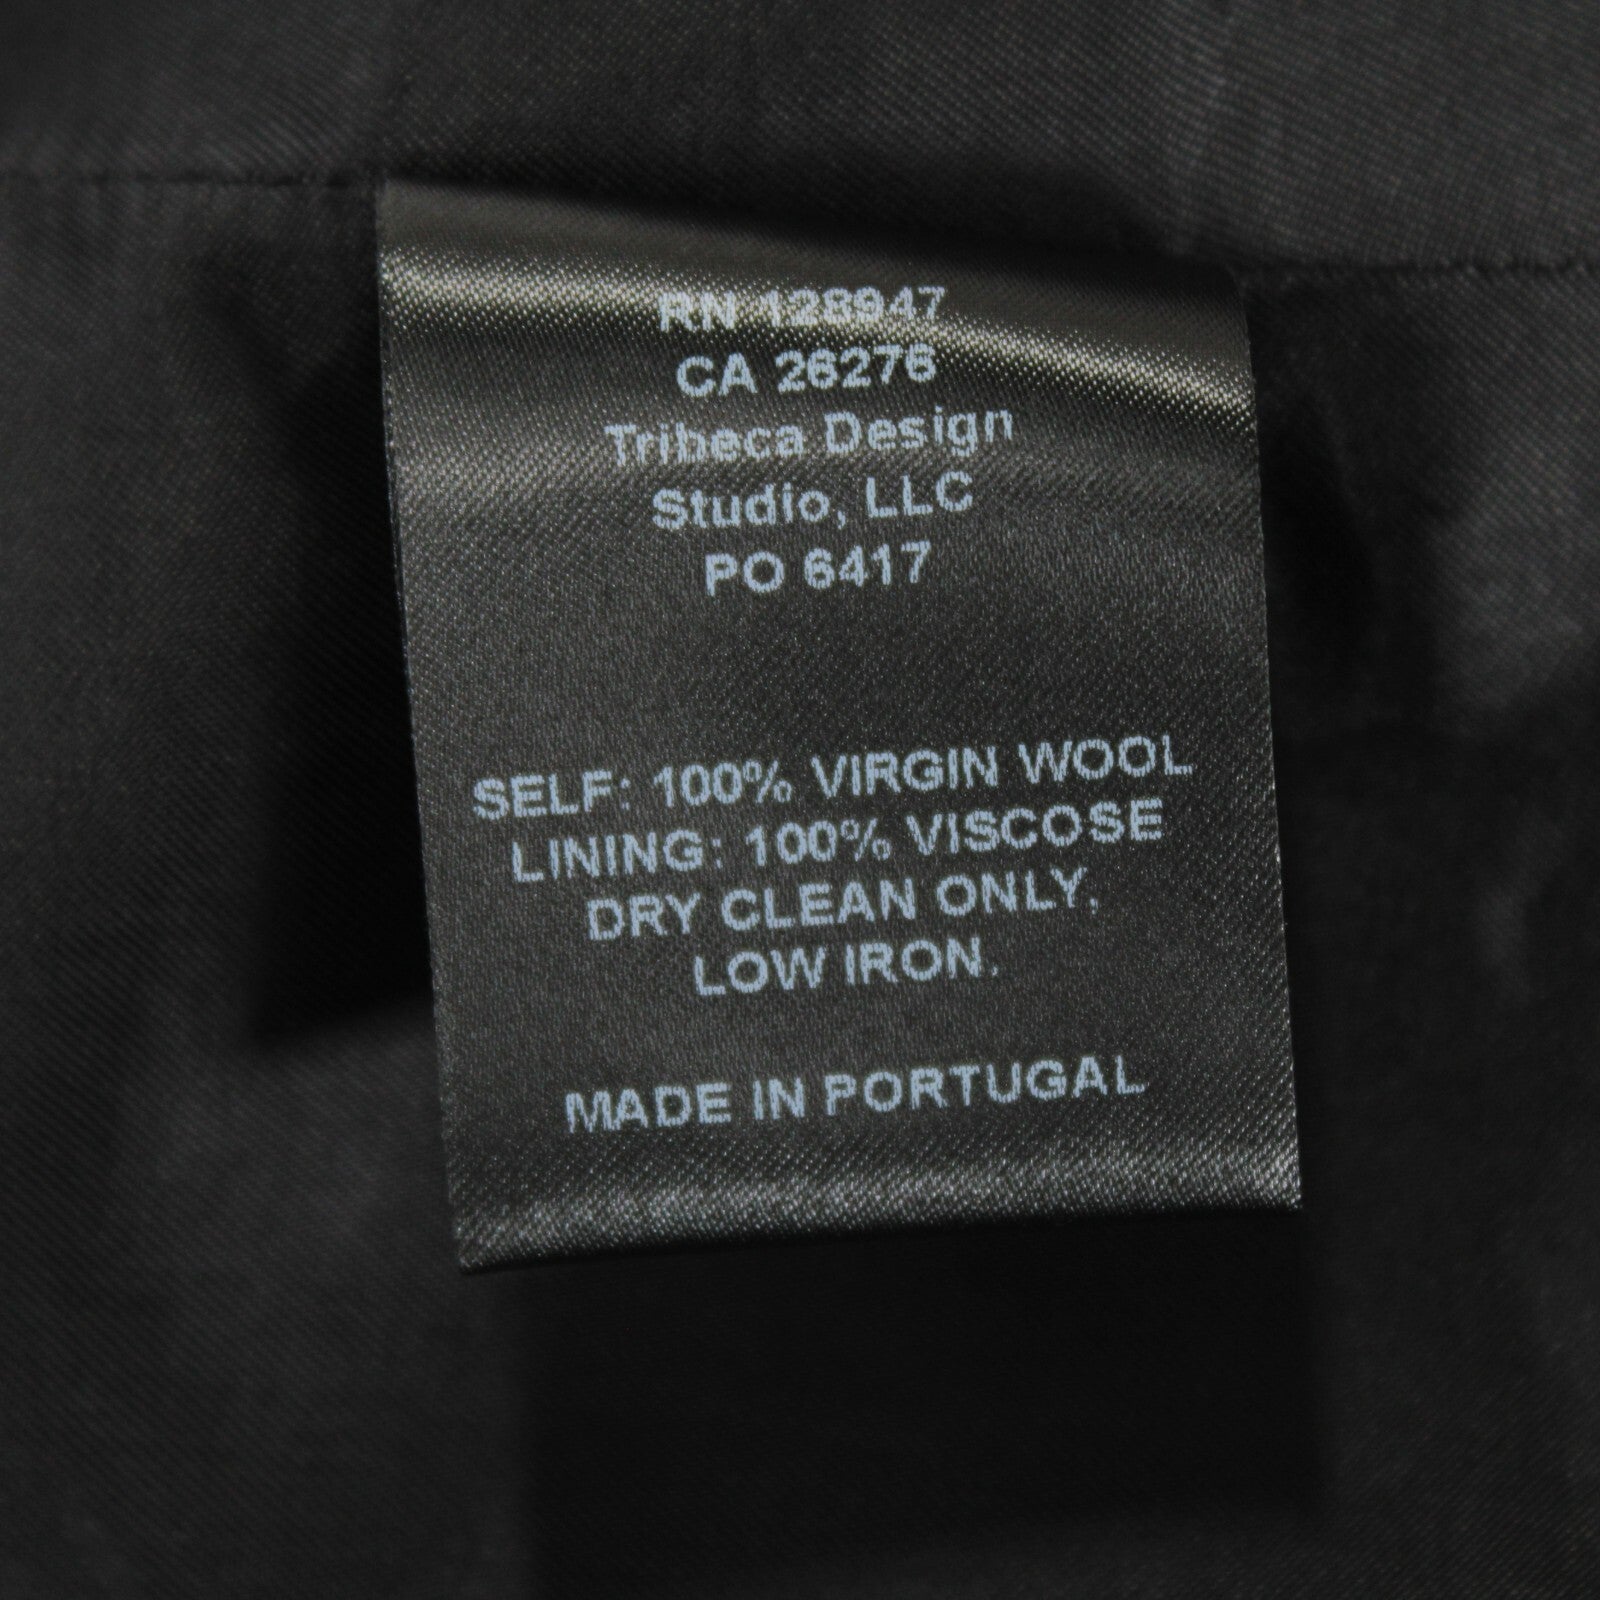 RN 128947
CA 26276
Tribeca Design
Studio, LLC
PO 6417
SELF: 100% VIRGIN WOOL
LINING: 100% VISCOSE
DRY CLEAN ONLY,
LOW IRON.
MADE IN PORTUGAL